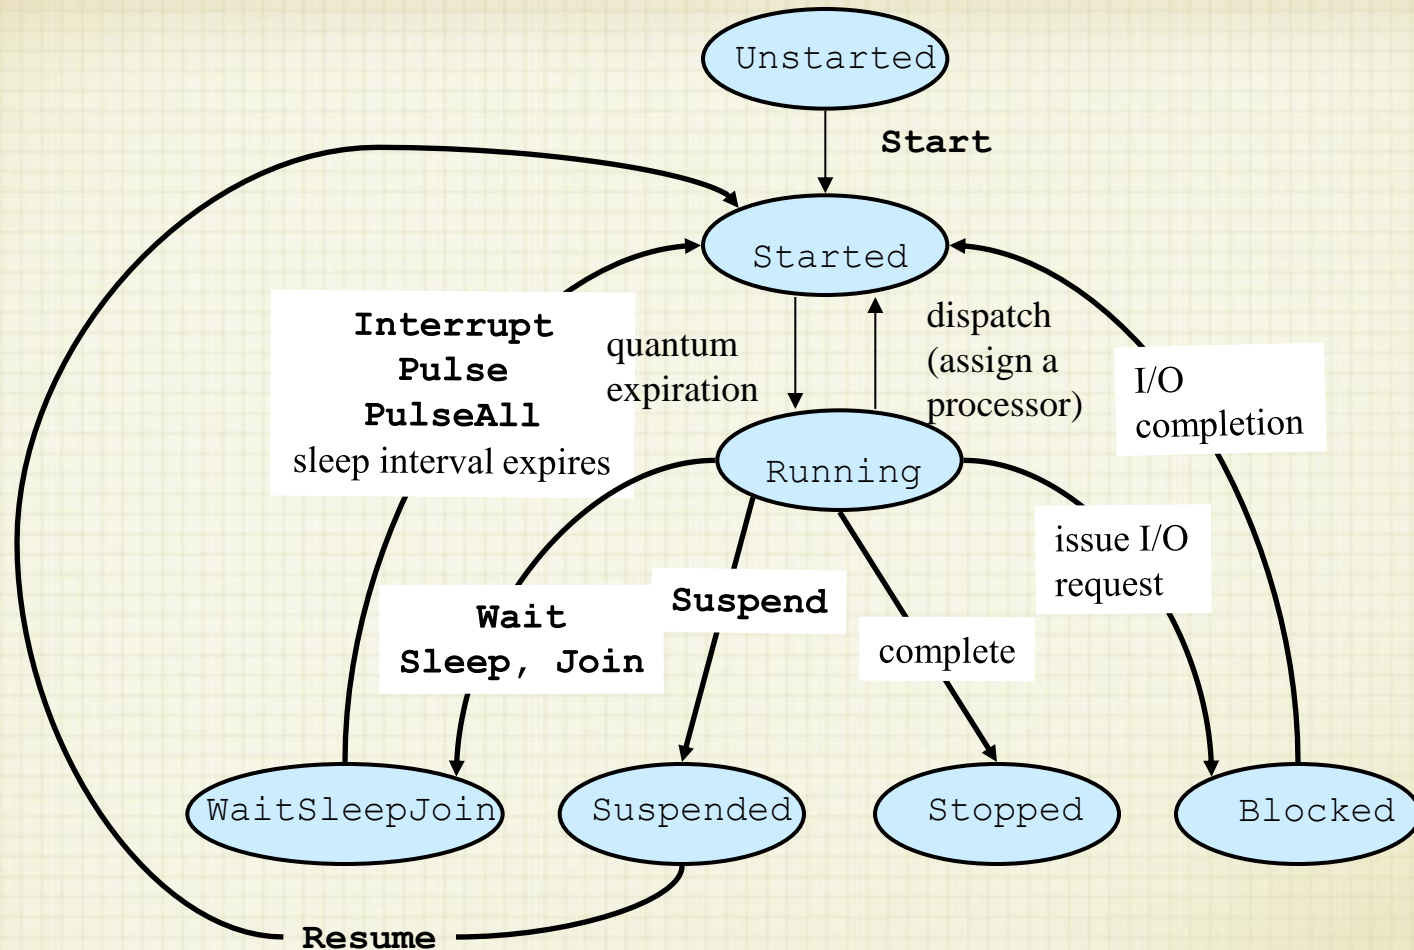 Unstarted
Start
Started
Interrupt
Pulse
PulseAll
sleep interval expires
quantum
expiration
dispatch
(assign a
processor)
I/O
completion
Running
issue I/O
request
Wait
Sleep, Join
Suspend
complete
WaitSleepJoin
Suspended
Stopped
Blocked
Resume